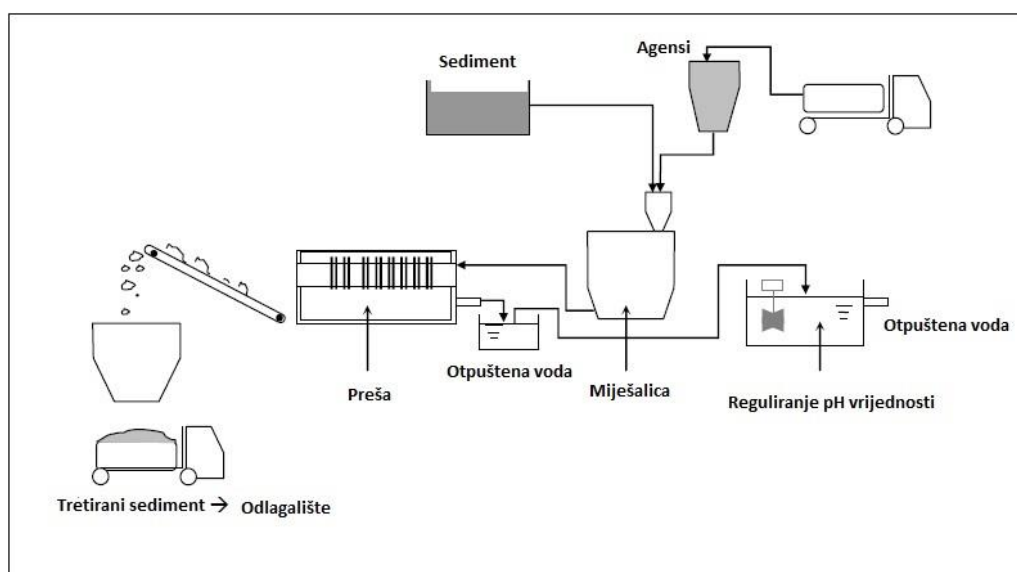 Agensi
Sediment
Otpuštena voda
Otpuštena voda
Preša
Miješalica
Reguliranje pH vrijednosti
Tretirani sediment → Odlagalište